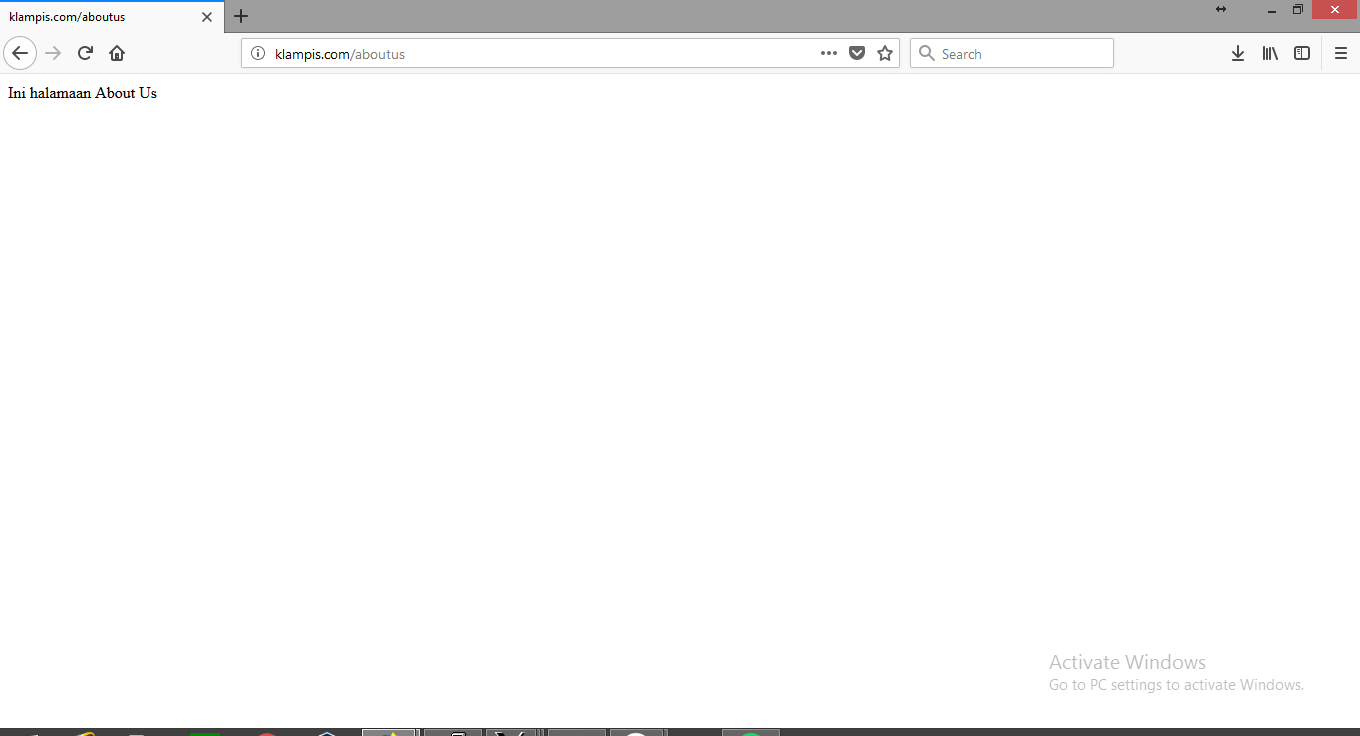 klampis.com/aboutus
klampis.com/aboutus
Search
Ini halamaan About Us
Activate Windows
Go to PC settings to activate Windows.